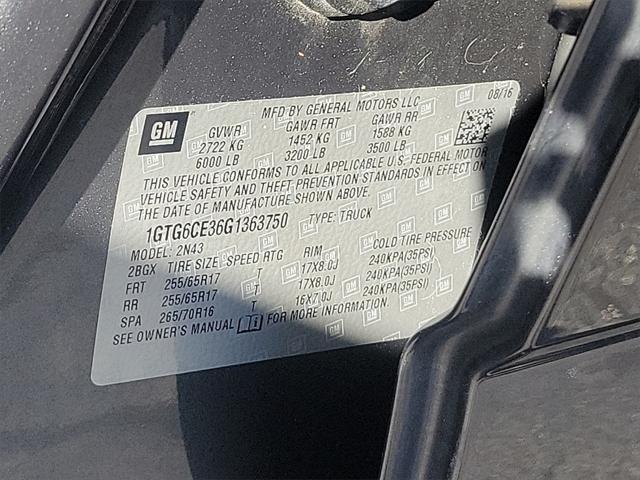 MFD BY GENERAL MOTORS LLC 08/16
GM GVWR GAWR FRT GAWR RR
2722 KG 1452 KG 1588 KG
6000 LB 3200 LB 3500 LB
THIS VEHICLE CONFORMS TO ALL APPLICABLE U.S. FEDERAL MOTOR
VEHICLE SAFETY AND THEFT PREVENTION STANDARDS IN EFFECT ON
THE DATE OF MANUFACTURE SHOWN ABOVE.
1GTG6CE36G1363750 TYPE: TRUCK
MODEL: 2N43
2BGX TIRE SIZE SPEED RTG RIM COLD TIRE PRESSURE
FRT 255/65R17 T 17X8.0J 240KPA(35PSI)
RR 255/65R17 T 17X8.0J 240KPA(35PSI)
SPA 265/70R16 T 16X7.0J 240KPA(35PSI)
SEE OWNER'S MANUAL FOR MORE INFORMATION.